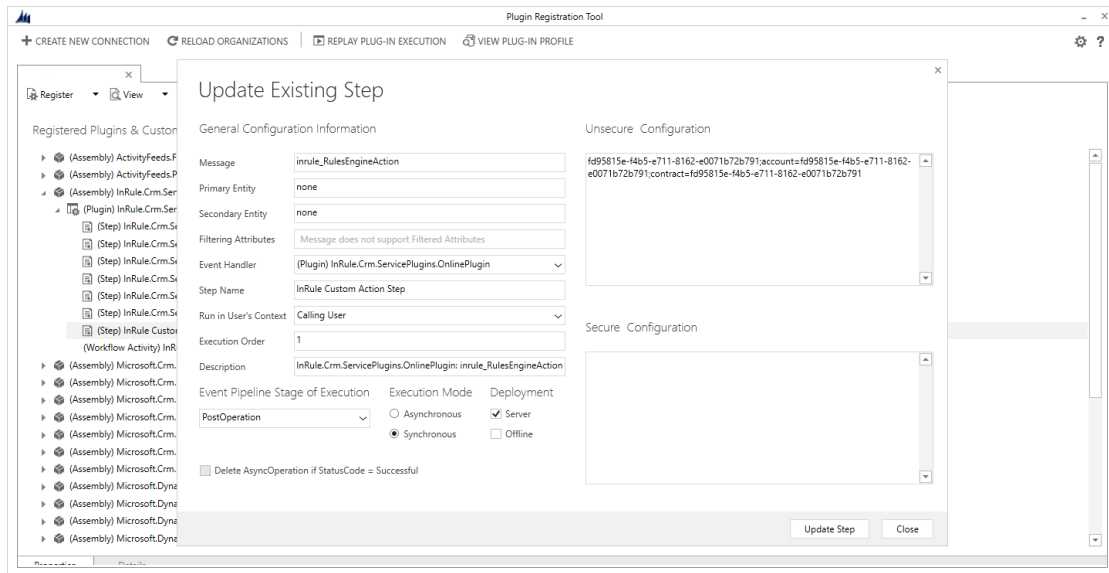 Plugin Registration Tool
CREATE NEW CONNECTION RELOAD ORGANIZATIONS REPLAY PLUG-IN EXECUTION VIEW PLUG-IN PROFILE
Register View
Registered Plugins & Custom
(Assembly) ActivityFeeds.F
(Assembly) ActivityFeeds.P
(Assembly) InRule.Crm.Ser
(Plugin) InRule.Crm.Ser
(Step) InRule.Crm.Se
(Step) InRule.Crm.Se
(Step) InRule.Crm.Se
(Step) InRule.Crm.Se
(Step) InRule.Crm.Se
(Step) InRule.Crm.Se
(Step) InRule Custo
(Workflow Activity) InR
(Assembly) Microsoft.Crm.
(Assembly) Microsoft.Crm.
(Assembly) Microsoft.Crm.
(Assembly) Microsoft.Crm.
(Assembly) Microsoft.Crm.
(Assembly) Microsoft.Crm.
(Assembly) Microsoft.Crm.
(Assembly) Microsoft.Dyna
(Assembly) Microsoft.Dyna
(Assembly) Microsoft.Dyna
(Assembly) Microsoft.Dyna
Properties Details
Update Existing Step
General Configuration Information
Message inrule_RulesEngineAction
Primary Entity none
Secondary Entity none
Filtering Attributes Message does not support Filtered Attributes
Event Handler (Plugin) InRule.Crm.ServicePlugins.OnlinePlugin
Step Name InRule Custom Action Step
Run in User's Context Calling User
Execution Order 1
Description InRule.Crm.ServicePlugins.OnlinePlugin: inrule_RulesEngineAction
Event Pipeline Stage of Execution Execution Mode Deployment
PostOperation Asynchronous Server
Synchronous Offline
Delete AsyncOperation if StatusCode = Successful
Unsecure Configuration
fd95815e-f4b5-e711-8162-e0071b72b791;account=fd95815e-f4b5-e711-8162-
e0071b72b791;contract=fd95815e-f4b5-e711-8162-e0071b72b791
Secure Configuration
Update Step Close